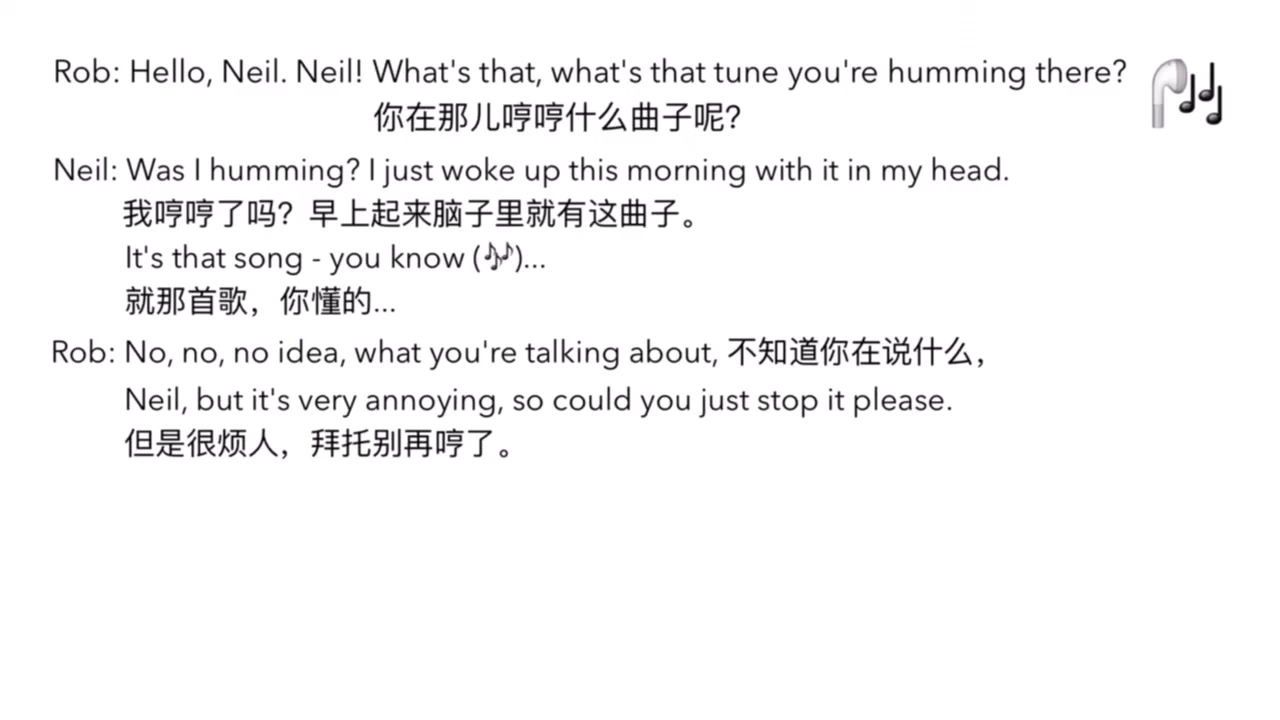 Rob: Hello, Neil. Neil! What's that, what's that tune you're humming there?
你在那儿哼哼什么曲子呢?
Neil: Was I humming? I just woke up this morning with it in my head.
我哼哼了吗？早上起来脑子里就有这曲子。
It's that song - you know (🎶)...
就那首歌，你懂的...
Rob: No, no, no idea, what you're talking about, 不知道你在说什么，
Neil, but it's very annoying, so could you just stop it please.
但是很烦人，拜托别再哼了。